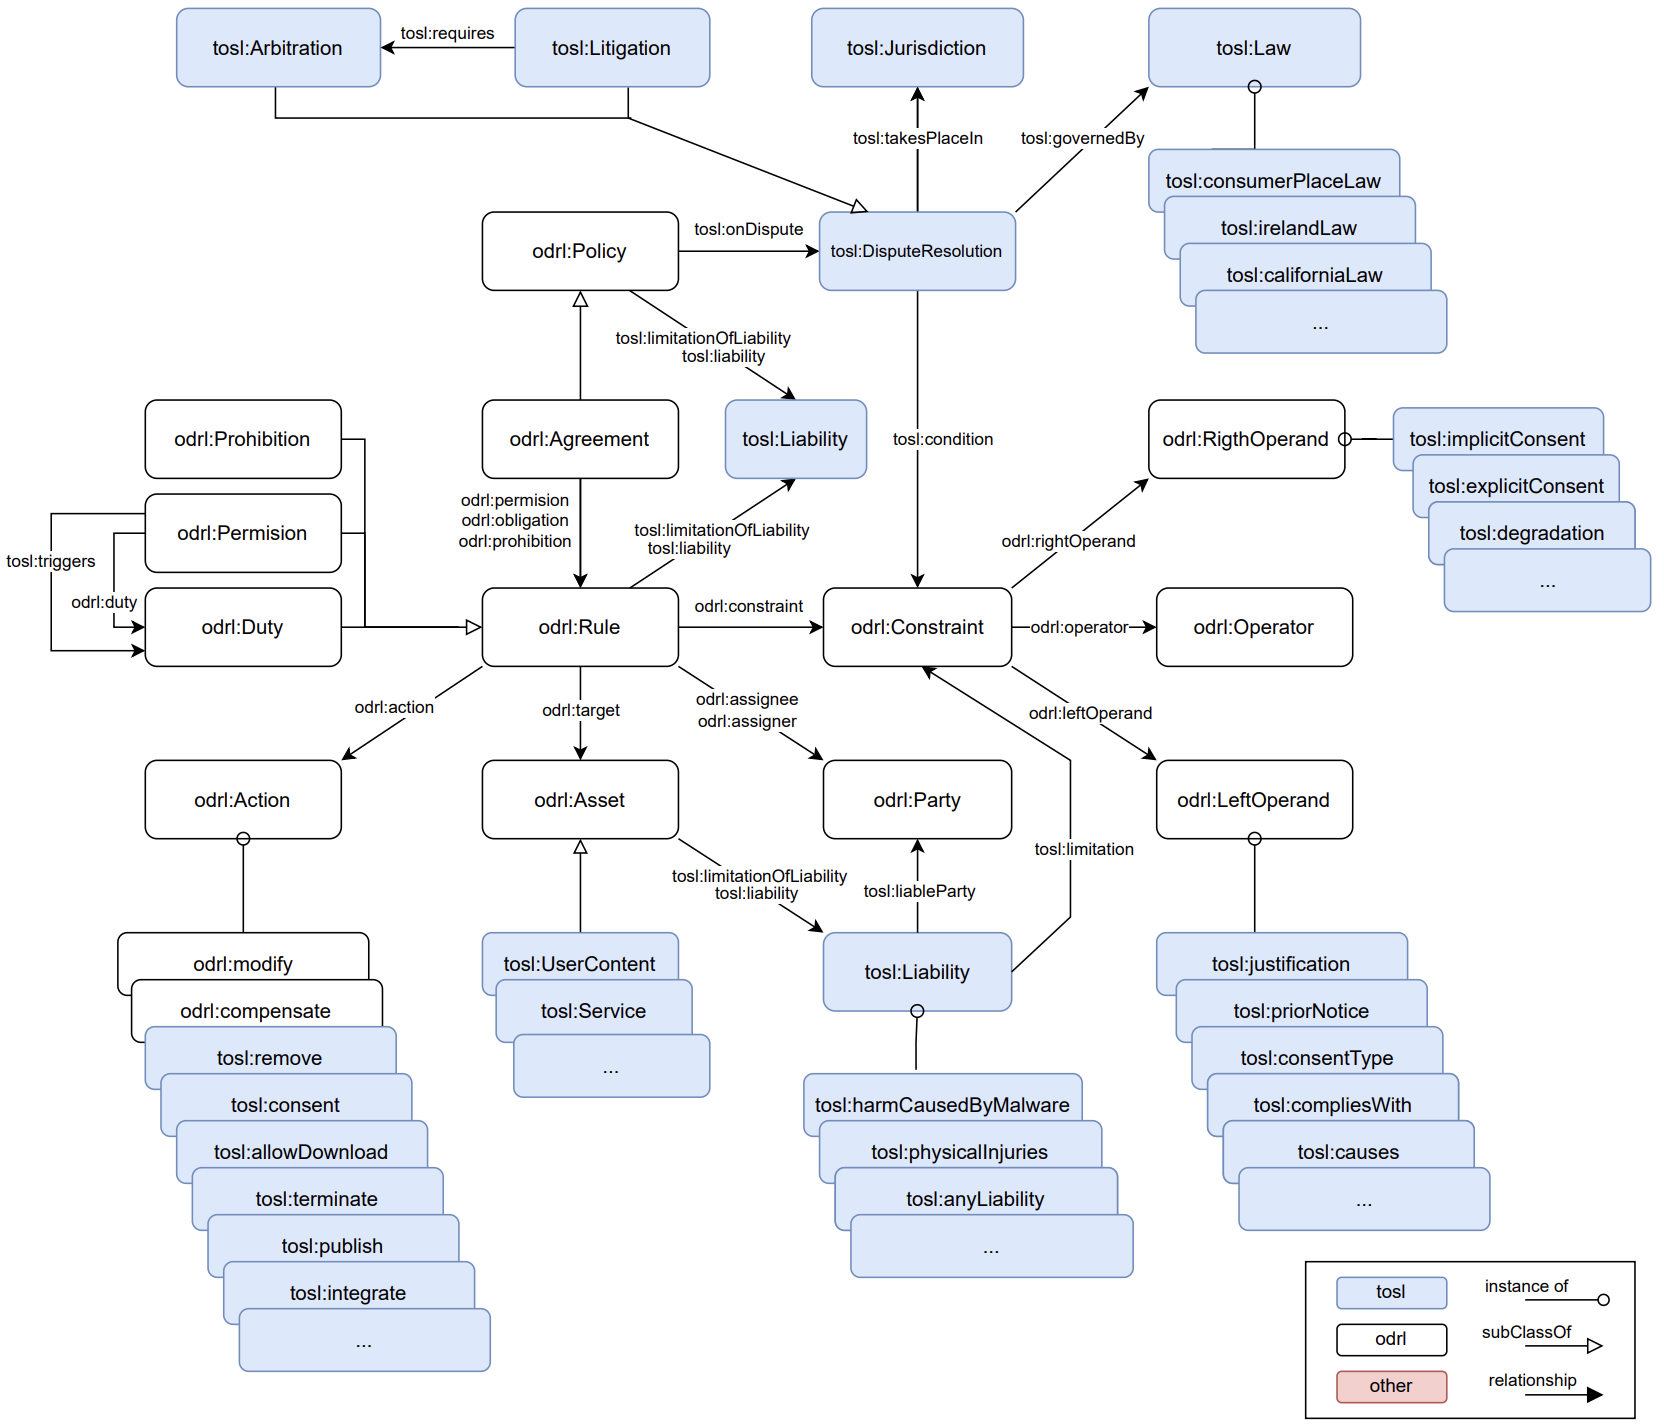 tosl:Arbitration
tosl:requires
tosl:Litigation
tosl:Jurisdiction
tosl:Law
tosl:takesPlaceIn
tosl:governedBy
tosl:consumerPlaceLaw
tosl:irelandLaw
tosl:californiaLaw
...
odrl:Policy
tosl:onDispute
tosl:DisputeResolution
tosl:limitationOfLiability
tosl:liability
odrl:Prohibition
odrl:Agreement
tosl:Liability
tosl:condition
odrl:RigthOperand
tosl:implicitConsent
tosl:explicitConsent
tosl:degradation
...
odrl:permision
odrl:obligation
odrl:prohibition
tosl:limitationOfLiability
tosl:liability
odrl:rightOperand
odrl:Permision
tosl:triggers
odrl:duty
odrl:Duty
odrl:Rule
odrl:constraint
odrl:Constraint
odrl:operator
odrl:Operator
odrl:action
odrl:target
odrl:assignee
odrl:assigner
odrl:leftOperand
odrl:Action
odrl:Asset
odrl:Party
odrl:LeftOperand
tosl:limitation
tosl:limitationOfLiability
tosl:liability
tosl:liableParty
odrl:modify
odrl:compensate
tosl:remove
tosl:consent
tosl:allowDownload
tosl:terminate
tosl:publish
tosl:integrate
...
tosl:UserContent
tosl:Service
...
tosl:Liability
tosl:harmCausedByMalware
tosl:physicalInjuries
tosl:anyLiability
...
tosl:justification
tosl:priorNotice
tosl:consentType
tosl:compliesWith
tosl:causes
...
tosl
instance of
odrl
subClassOf
other
relationship